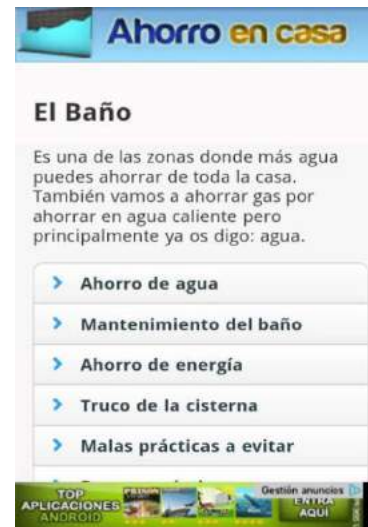 Ahorro en casa
El Baño
Es una de las zonas donde más agua
puedes ahorrar de toda la casa.
También vamos a ahorrar gas por
ahorrar en agua caliente pero
principalmente ya os digo: agua.
Ahorro de agua
Mantenimiento del baño
Ahorro de energía
Truco de la cisterna
Malas prácticas a evitar
TOP
APLICACIONES
ANDROID
PRISON
Gestión anuncios
ENTRA
AQUÍ